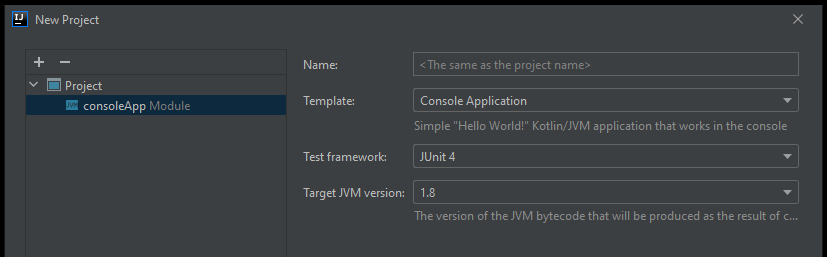 IJ
New Project
+ −
Name: <The same as the project name>
Project
JVM consoleApp Module
Template: Console Application
Simple "Hello World!" Kotlin/JVM application that works in the console
Test framework: JUnit 4
Target JVM version: 1.8
The version of the JVM bytecode that will be produced as the result of c...